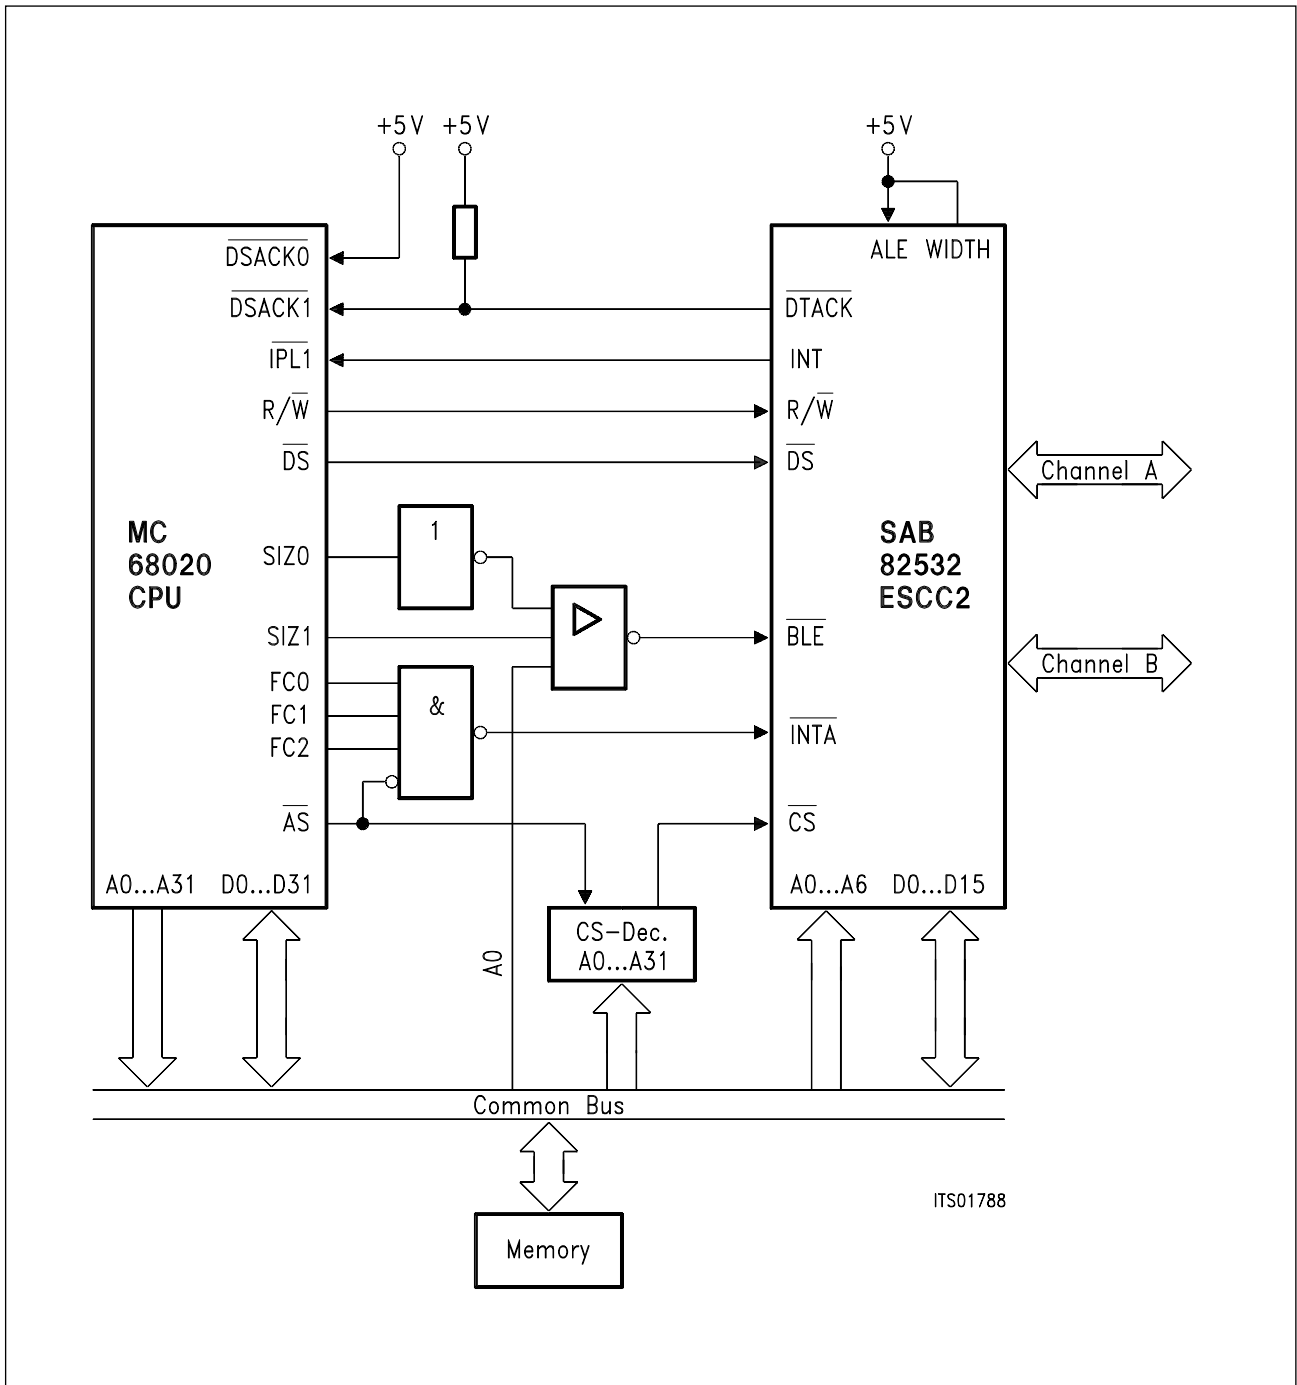 +5V +5V +5V
DSACK0
ALE WIDTH
DSACK1
DTACK
IPL1
INT
R/W
R/W
DS
DS
Channel A
MC
68020
CPU
SIZ0
1
SAB
82532
ESCC2
SIZ1
BLE
Channel B
FC0
&
FC1
INTA
FC2
AS
CS
A0...A31 D0...D31
A0...A6 D0...D15
CS-Dec.
A0...A31
A0
Common Bus
ITS01788
Memory